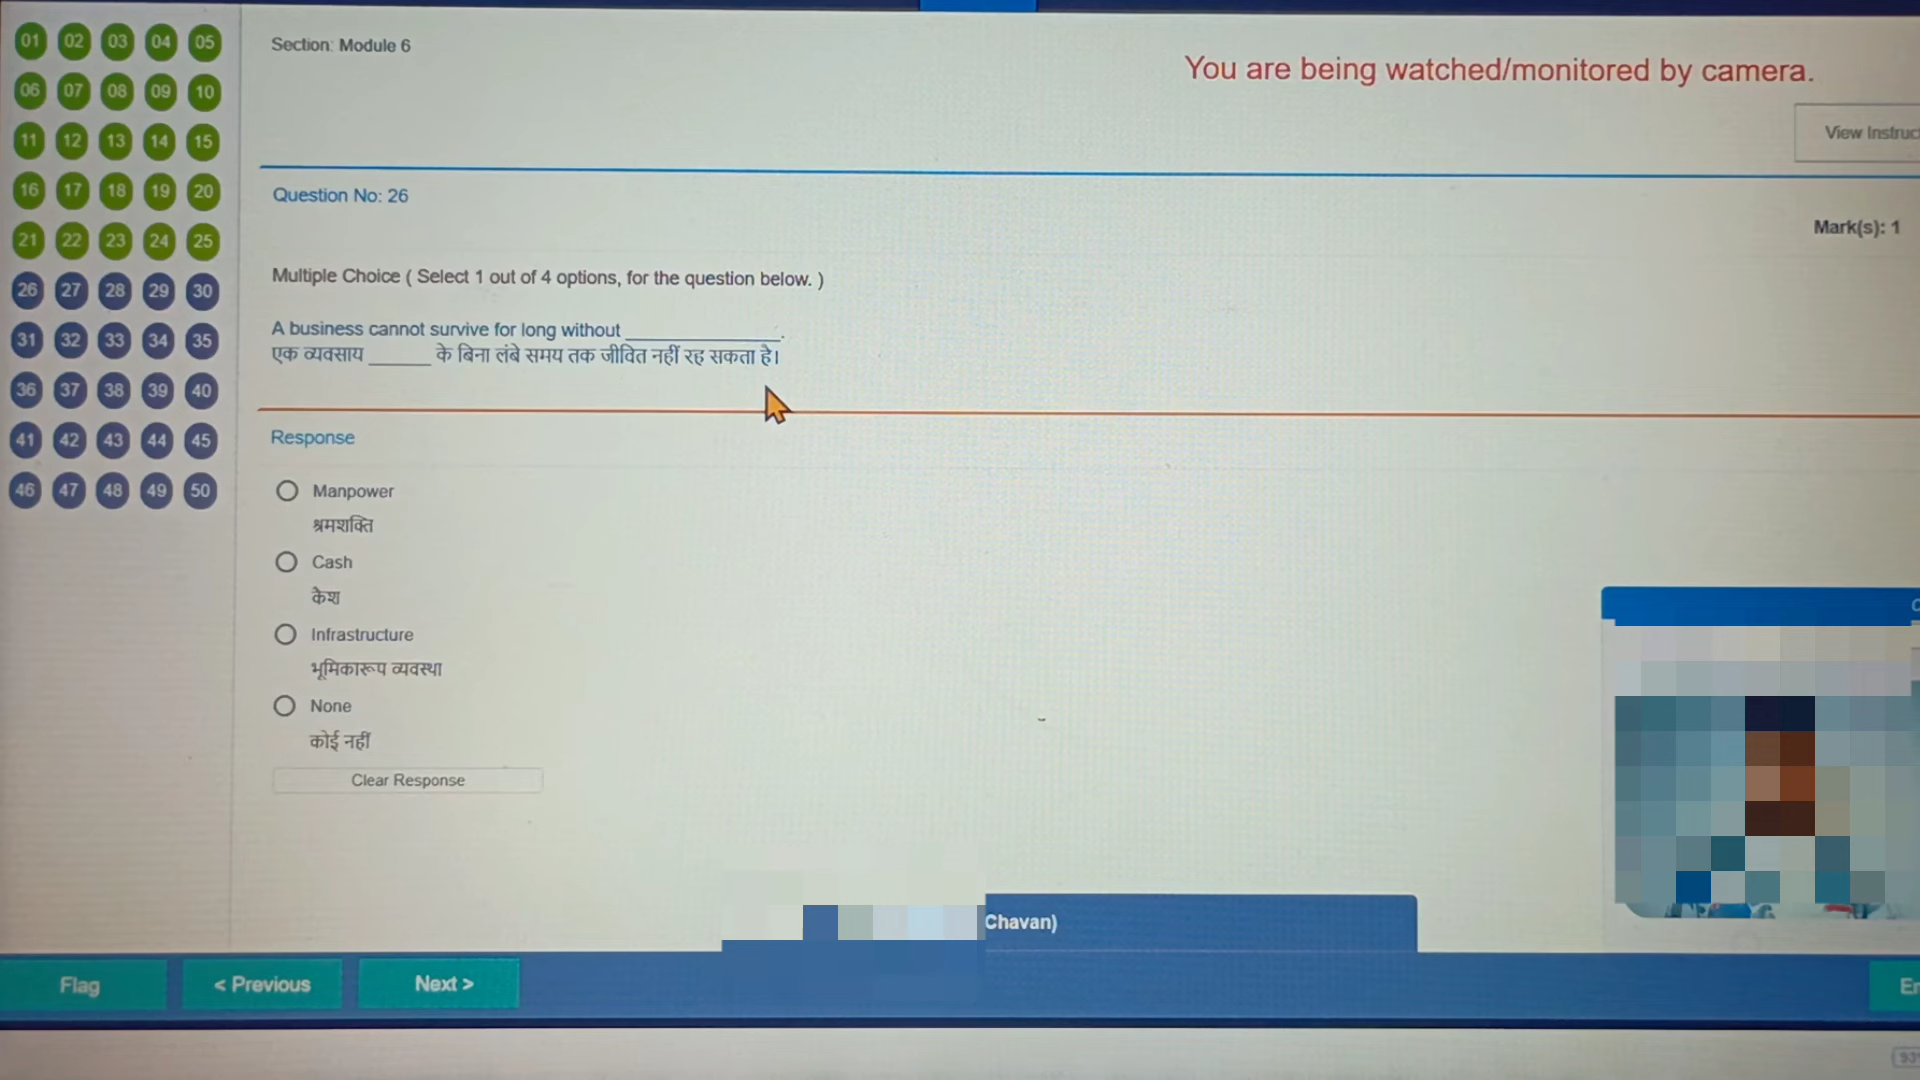 01 02 03 04 05
06 07 08 09 10
11 12 13 14 15
16 17 18 19 20
21 22 23 24 25
26 27 28 29 30
31 32 33 34 35
36 37 38 39 40
41 42 43 44 45
46 47 48 49 50
Section: Module 6
You are being watched/monitored by camera.
View Instruc
Question No: 26
Mark(s): 1
Multiple Choice ( Select 1 out of 4 options, for the question below. )
A business cannot survive for long without ________________.
एक व्यवसाय ______ के बिना लंबे समय तक जीवित नहीं रह सकता है।
Response
Manpower
श्रमशक्ति
Cash
कैश
Infrastructure
भूमिकारूप व्यवस्था
None
कोई नहीं
Clear Response
Chavan)
Flag
< Previous
Next >